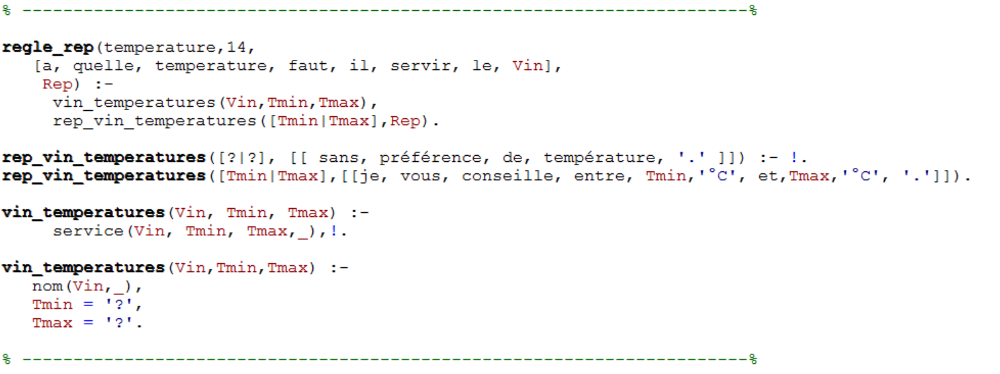 % -----------------------------------------------------------------------%
regle_rep(temperature,14,
[a, quelle, temperature, faut, il, servir, le, Vin],
Rep) :-
vin_temperatures(Vin,Tmin,Tmax),
rep_vin_temperatures([Tmin|Tmax],Rep).
rep_vin_temperatures([?|?], [[ sans, préférence, de, température, '.' ]]) :- !.
rep_vin_temperatures([Tmin|Tmax],[[je, vous, conseille, entre, Tmin,'°C', et,Tmax,'°C', '.']]).
vin_temperatures(Vin, Tmin, Tmax) :-
service(Vin, Tmin, Tmax,_),!.
vin_temperatures(Vin,Tmin,Tmax) :-
nom(Vin,_),
Tmin = '?',
Tmax = '?'.
% -----------------------------------------------------------------------%